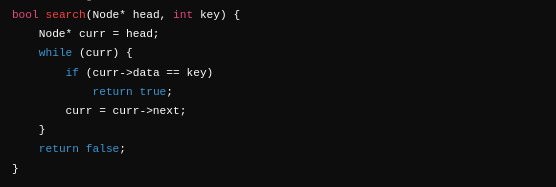 bool search(Node* head, int key) {
    Node* curr = head;
    while (curr) {
        if (curr->data == key)
            return true;
        curr = curr->next;
    }
    return false;
}